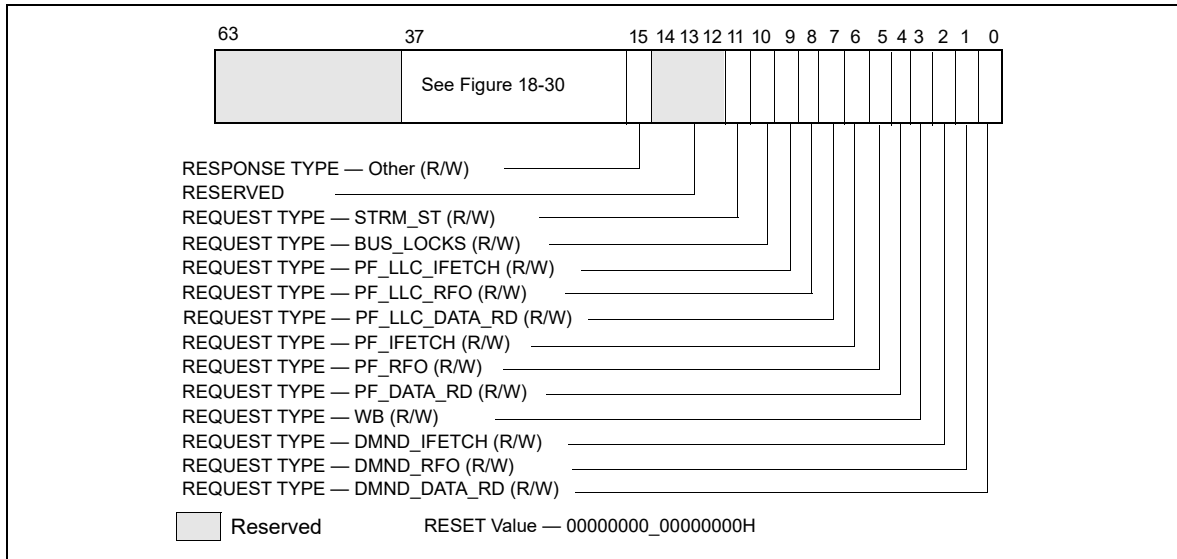 63 37 15 14 13 12 11 10 9 8 7 6 5 4 3 2 1 0
See Figure 18-30
RESPONSE TYPE — Other (R/W)
RESERVED
REQUEST TYPE — STRM_ST (R/W)
REQUEST TYPE — BUS_LOCKS (R/W)
REQUEST TYPE — PF_LLC_IFETCH (R/W)
REQUEST TYPE — PF_LLC_RFO (R/W)
REQUEST TYPE — PF_LLC_DATA_RD (R/W)
REQUEST TYPE — PF_IFETCH (R/W)
REQUEST TYPE — PF_RFO (R/W)
REQUEST TYPE — PF_DATA_RD (R/W)
REQUEST TYPE — WB (R/W)
REQUEST TYPE — DMND_IFETCH (R/W)
REQUEST TYPE — DMND_RFO (R/W)
REQUEST TYPE — DMND_DATA_RD (R/W)
Reserved RESET Value — 00000000_00000000H